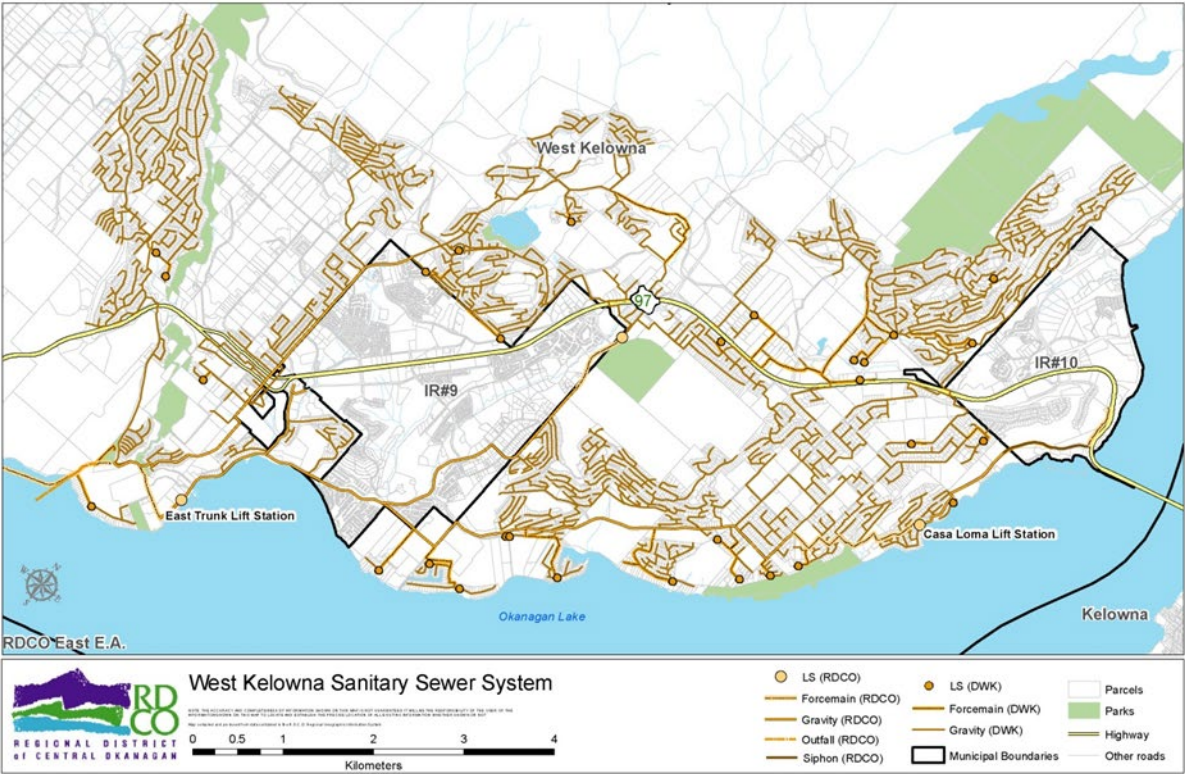 West Kelowna
97
IR#9
IR#10
East Trunk Lift Station
Casa Loma Lift Station
Okanagan Lake
Kelowna
RDCO East E.A.
RD
CO
REGIONAL DISTRICT
of CENTRAL OKANAGAN
West Kelowna Sanitary Sewer System
0 0.5 1 2 3 4
Kilometers
LS (RDCO)
Forcemain (RDCO)
Gravity (RDCO)
Outfall (RDCO)
Siphon (RDCO)
LS (DWK)
Forcemain (DWK)
Gravity (DWK)
Municipal Boundaries
Parcels
Parks
Highway
Other roads